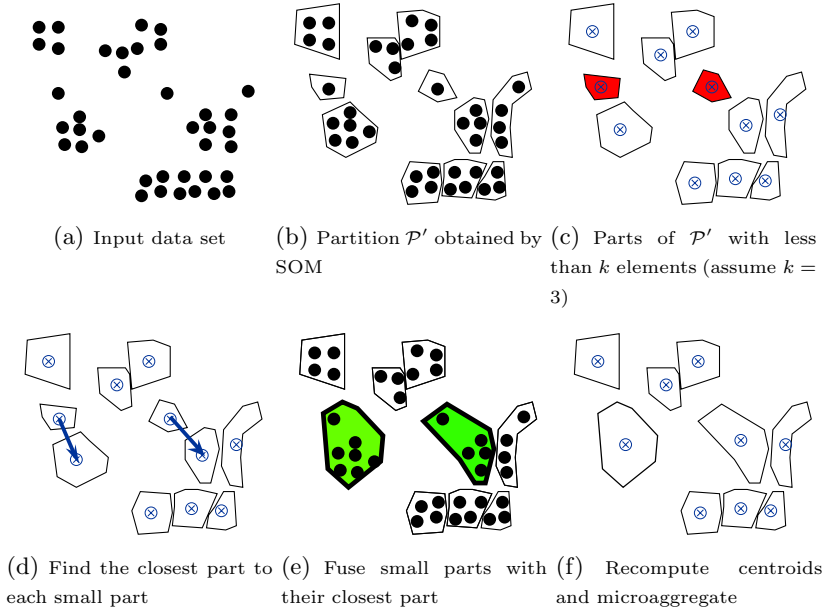 (a) Input data set
(b) Partition P′ obtained by
SOM
(c) Parts of P′ with less
than k elements (assume k =
3)
(d) Find the closest part to
each small part
(e) Fuse small parts with
their closest part
(f) Recompute centroids
and microaggregate